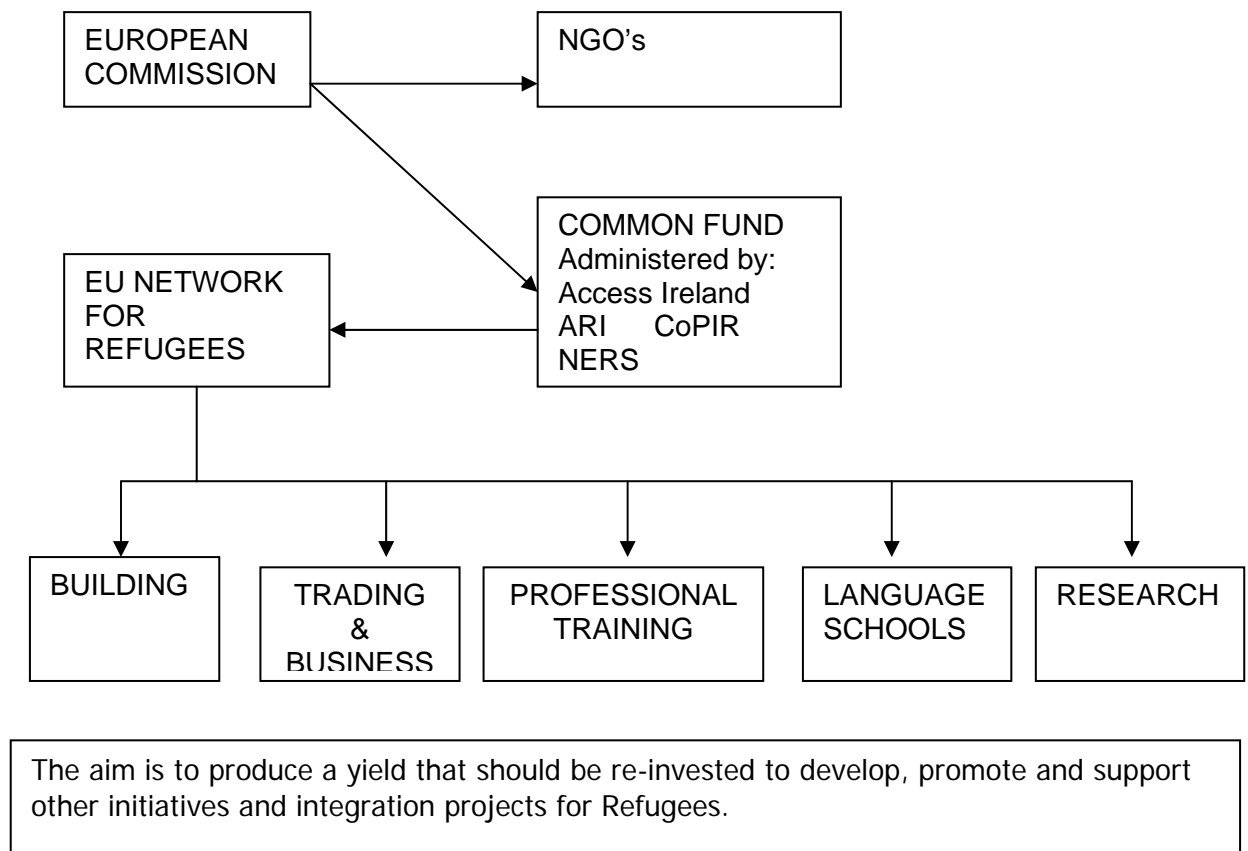 EUROPEAN
COMMISSION
NGO's
COMMON FUND
Administered by:
Access Ireland
ARI CoPIR
NERS
EU NETWORK
FOR
REFUGEES
BUILDING
TRADING
&
BUSINESS
PROFESSIONAL
TRAINING
LANGUAGE
SCHOOLS
RESEARCH
The aim is to produce a yield that should be re-invested to develop, promote and support
other initiatives and integration projects for Refugees.